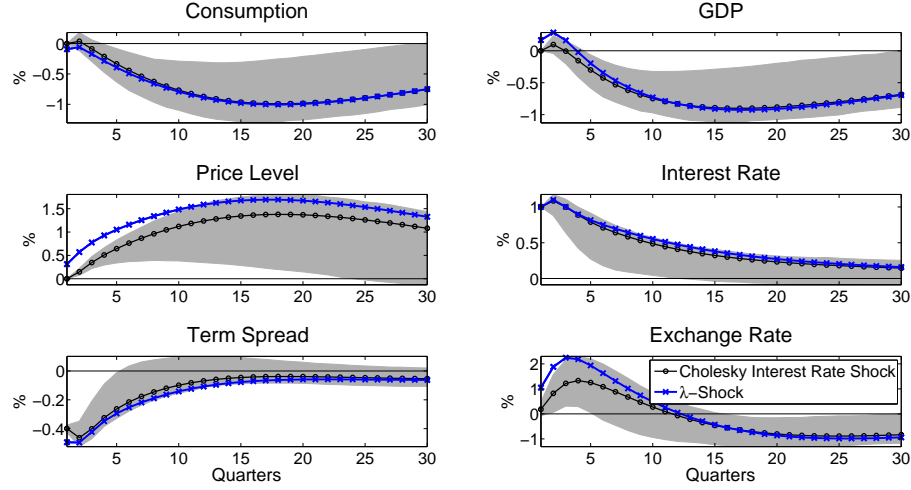 Consumption
GDP
%
0
−0.5
−1
5 10 15 20 25 30
%
0
−0.5
−1
5 10 15 20 25 30
Price Level
Interest Rate
%
1.5
1
0.5
0
5 10 15 20 25 30
%
1
0.5
0
5 10 15 20 25 30
Term Spread
Exchange Rate
%
0
−0.2
−0.4
5 10 15 20 25 30
Quarters
%
2
1
0
−1
5 10 15 20 25 30
Quarters
Cholesky Interest Rate Shock
λ−Shock